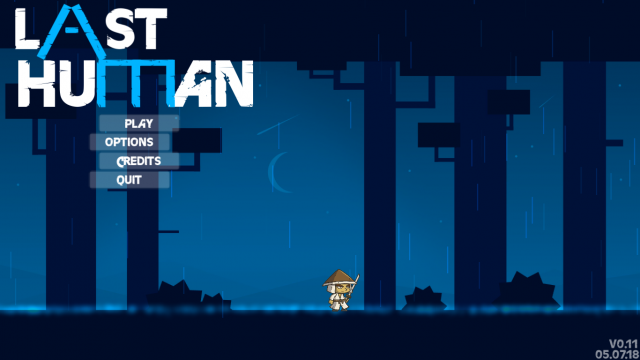 LAST
HUMAN
PLAY
OPTIONS
CREDITS
QUIT
V0.11
05.07.18